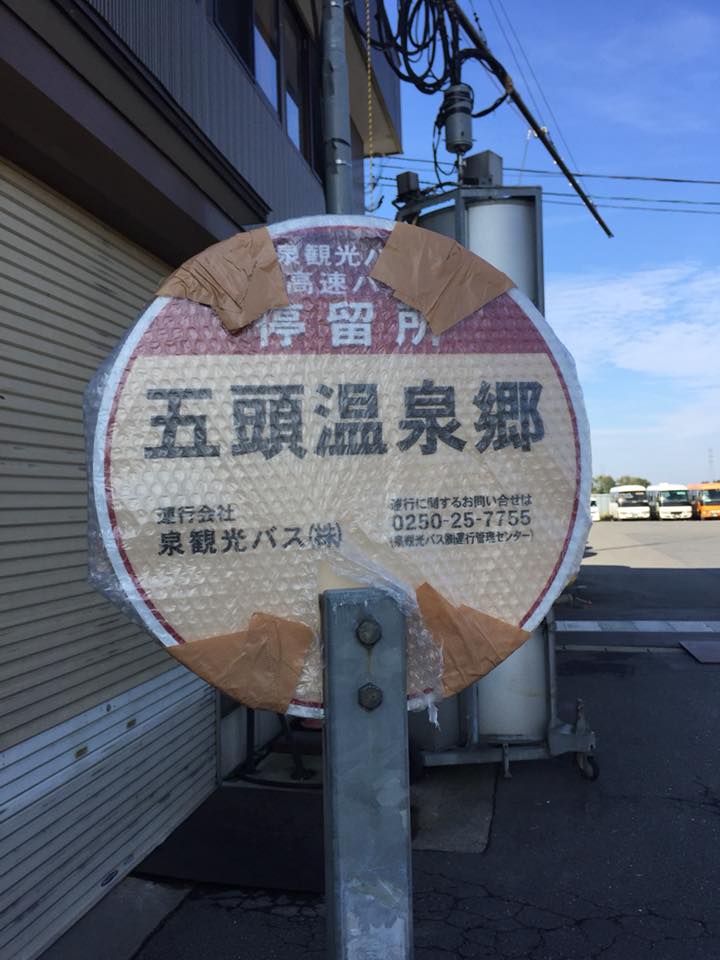 泉観光バ
高速バ
停留所
五頭温泉郷
運行会社
泉観光バス㈱
運行に関するお問い合せは
0250-25-7755
(泉観光バス㈱運行管理センター)